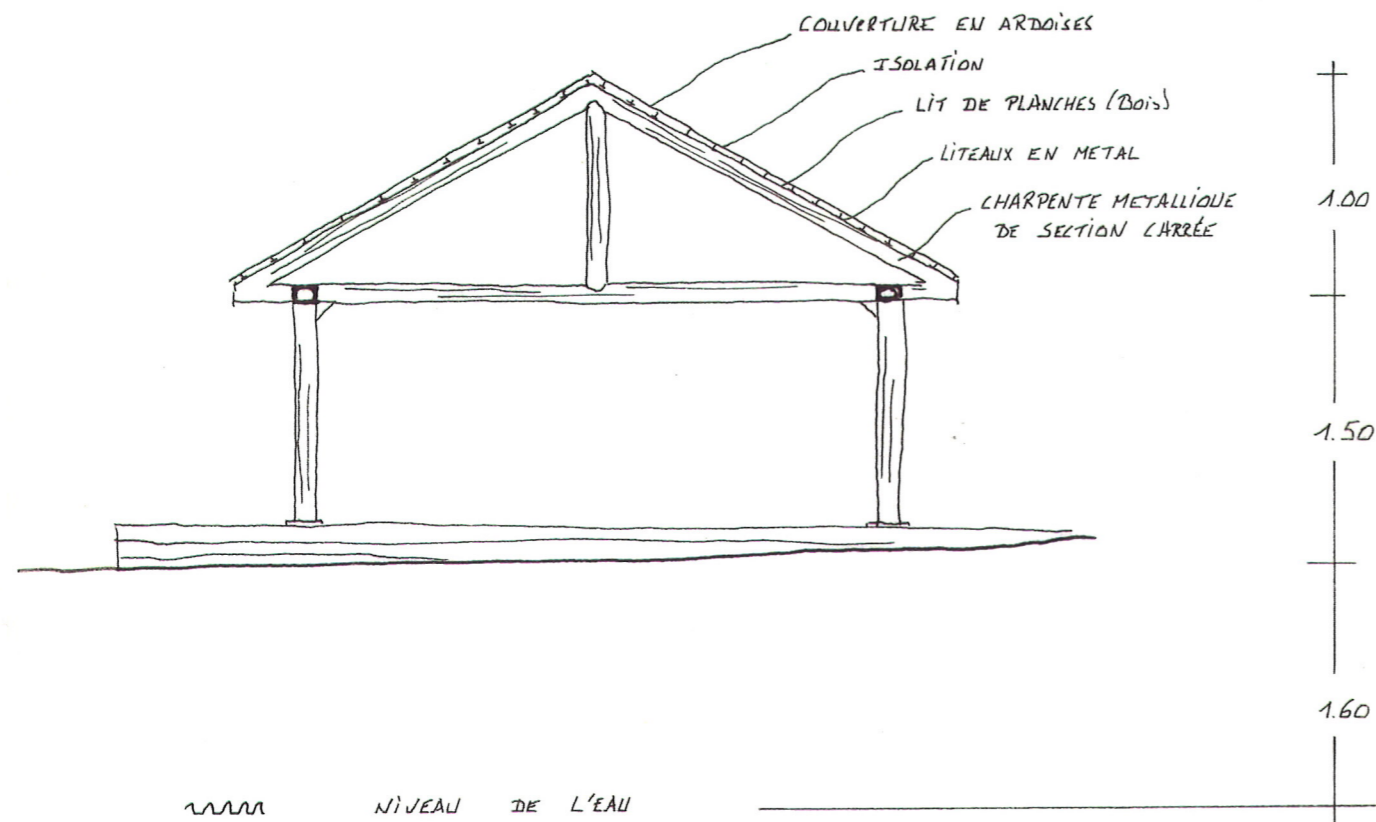 COUVERTURE EN ARDOISES
ISOLATION
LIT DE PLANCHES (BOIS)
LITEAUX EN METAL
CHARPENTE METALLIQUE
DE SECTION CARRÉE
1.00
1.50
1.60
NIVEAU DE L'EAU